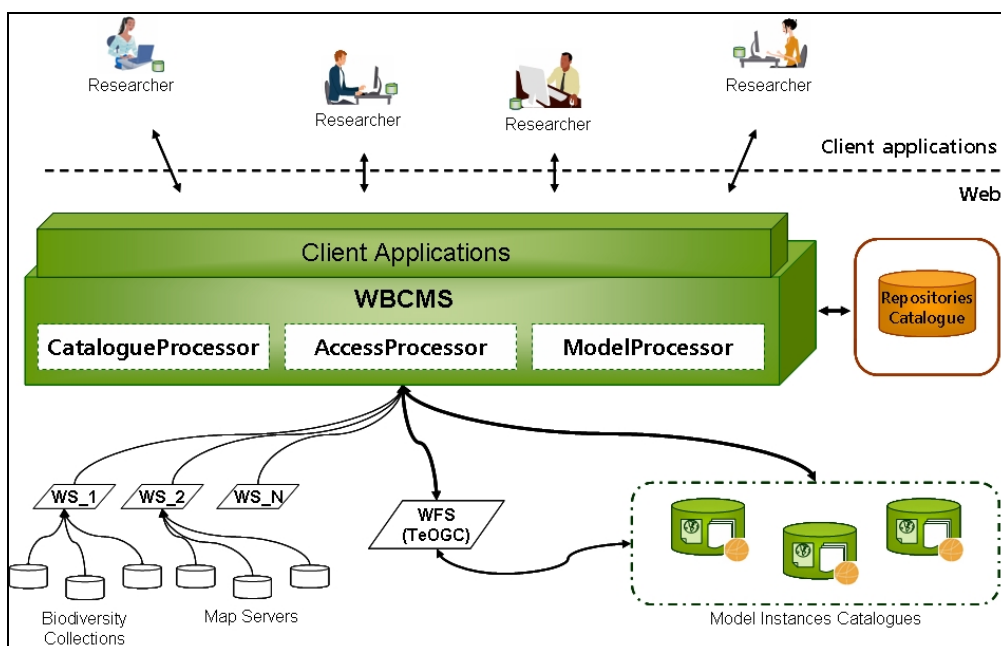 Researcher
Researcher
Researcher
Researcher
Client applications
Web
Client Applications
WBCMS
CatalogueProcessor
AccessProcessor
ModelProcessor
Repositories
Catalogue
WS_1
WS_2
WS_N
WFS
(TeOGC)
Biodiversity
Collections
Map Servers
Model Instances Catalogues